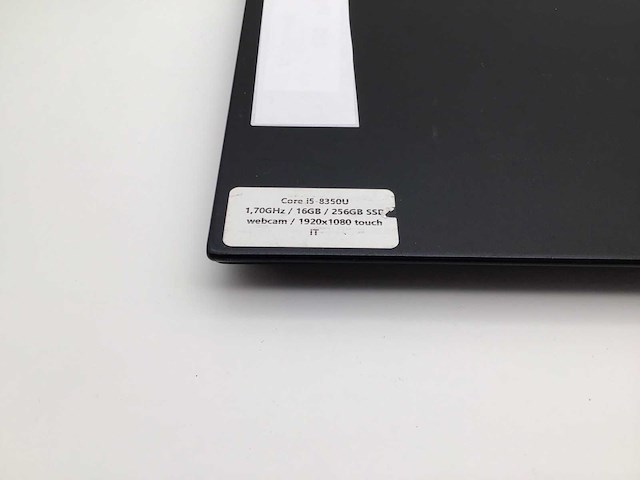 Core i5-8350U
1,70GHz / 16GB / 256GB SSD
webcam / 1920x1080 touch
iT